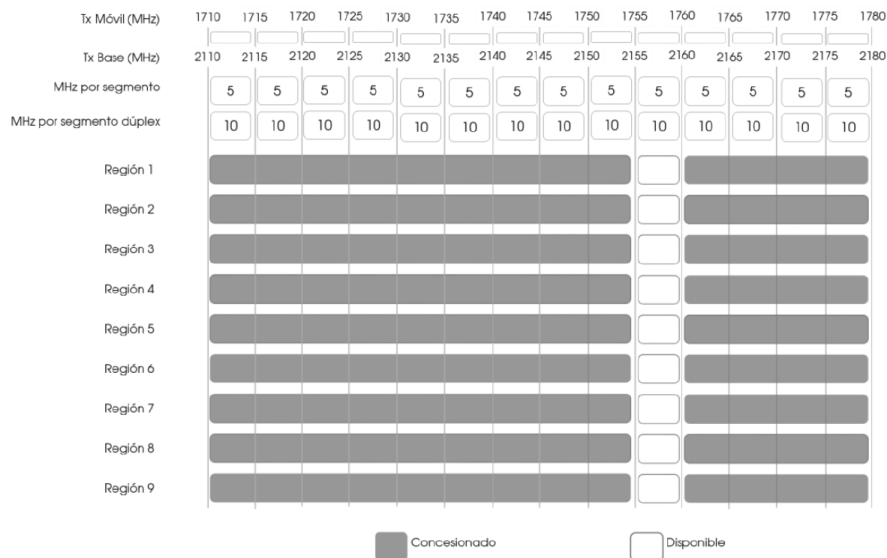 Tx Móvil (MHz) 1710 1715 1720 1725 1730 1735 1740 1745 1750 1755 1760 1765 1770 1775 1780
Tx Base (MHz) 2110 2115 2120 2125 2130 2135 2140 2145 2150 2155 2160 2165 2170 2175 2180
MHz por segmento 5 5 5 5 5 5 5 5 5 5 5 5 5 5
MHz por segmento dúplex 10 10 10 10 10 10 10 10 10 10 10 10 10 10
Región 1
Región 2
Región 3
Región 4
Región 5
Región 6
Región 7
Región 8
Región 9
Concesionado Disponible